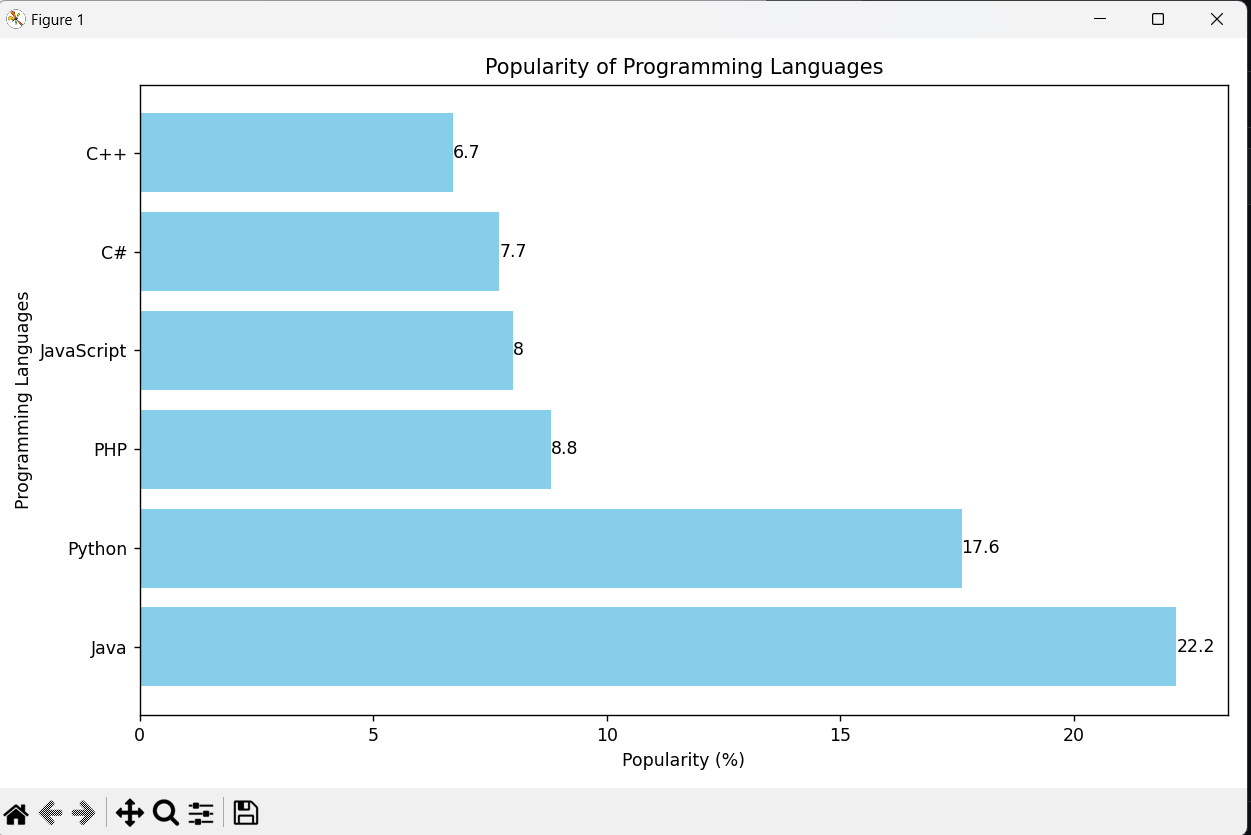 Figure 1
Popularity of Programming Languages
Programming Languages
C++
6.7
C#
7.7
JavaScript
8
PHP
8.8
Python
17.6
Java
22.2
0 5 10 15 20
Popularity (%)